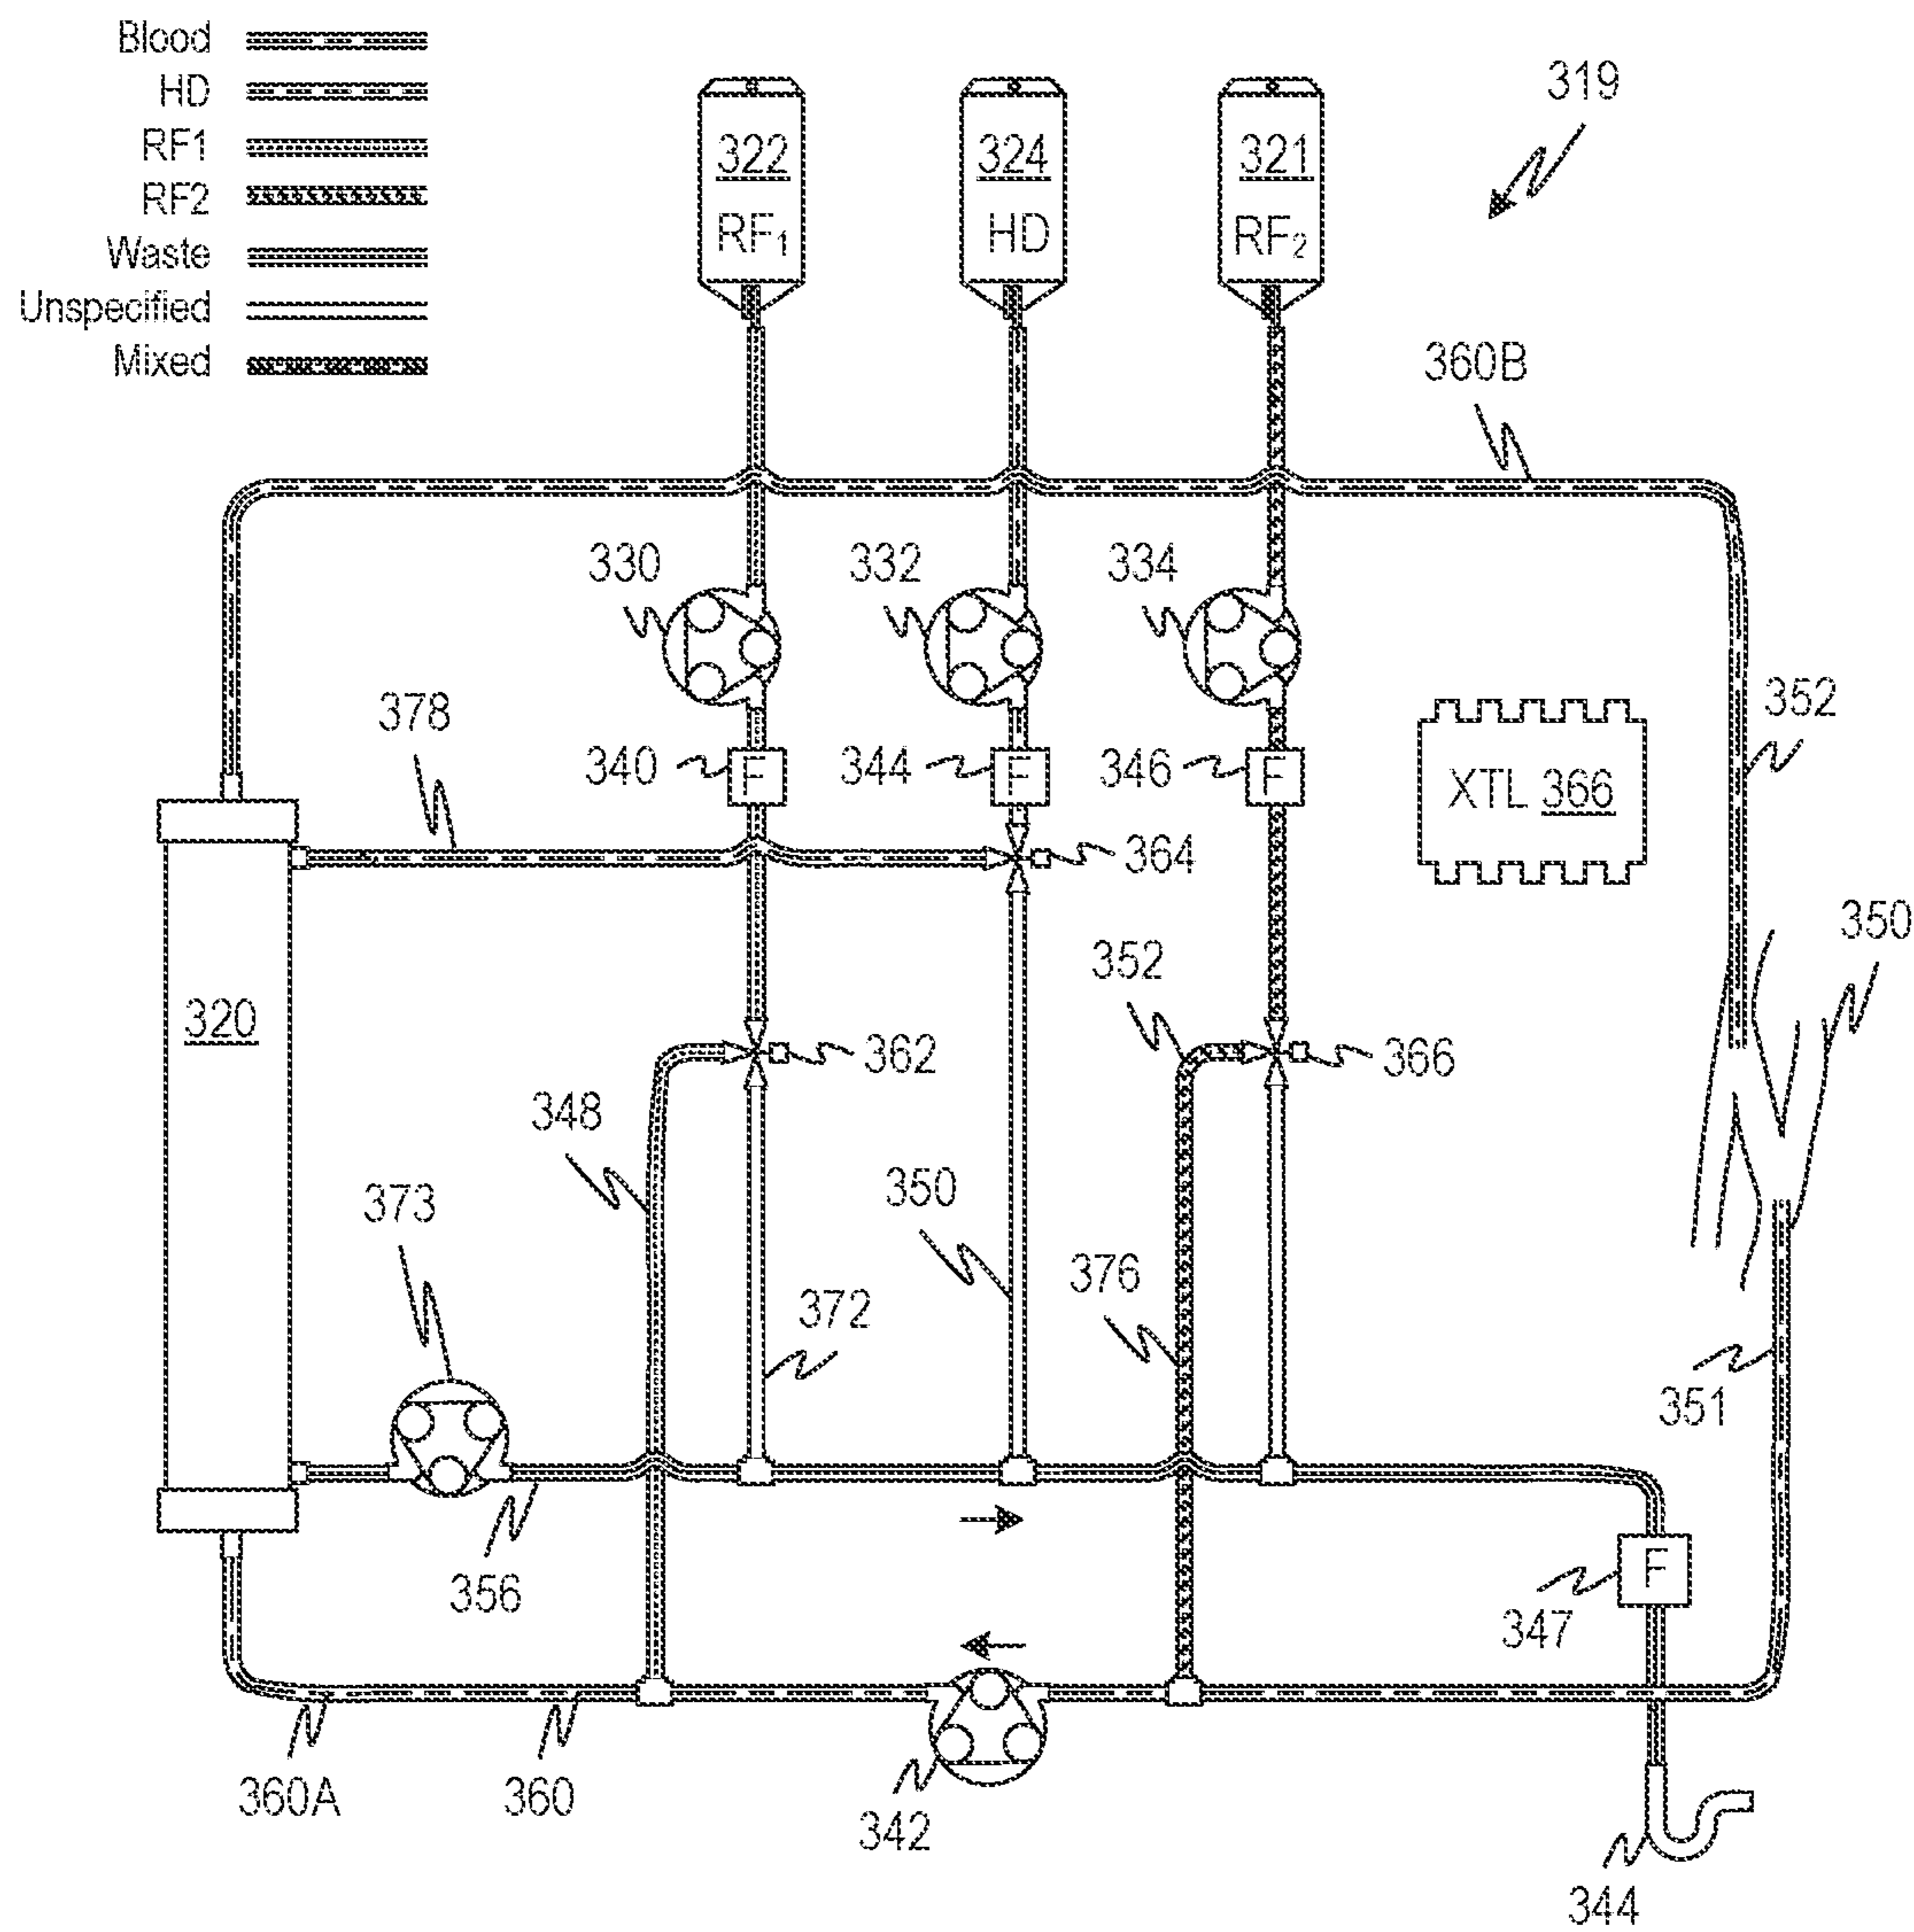 Blood
HD
RF1
RF2
Waste
Unspecified
Mixed
319
322
RF1
324
HD
321
RF2
360B
330
332
334
378
352
340
F
344
F
346
F
XTL 366
364
350
320
352
362
366
348
373
350
376
372
351
356
F
347
360A
360
342
344